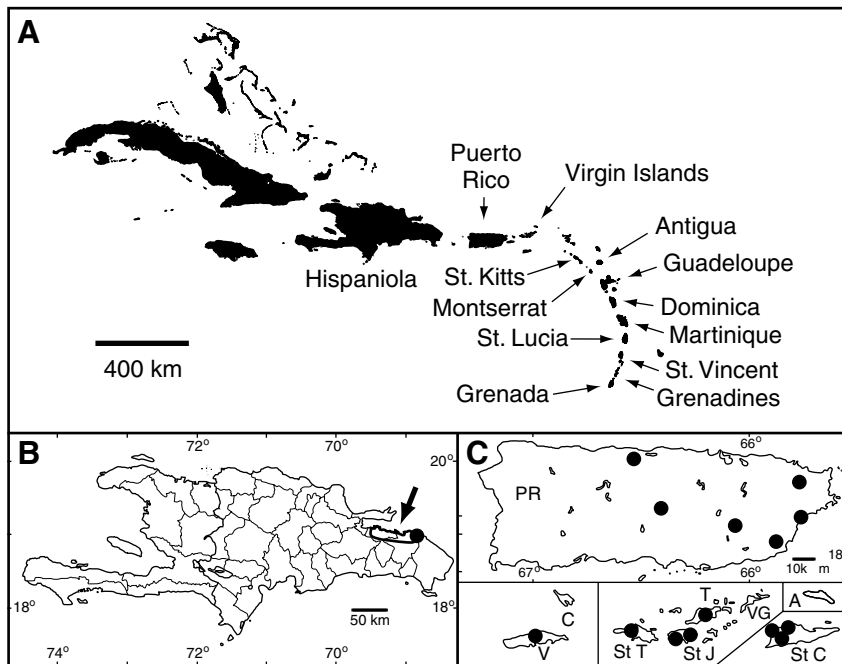 A
Puerto
Rico
Virgin Islands
Antigua
Guadeloupe
Hispaniola
St. Kitts
Montserrat
Dominica
Martinique
St. Lucia
St. Vincent
Grenada
Grenadines
400 km
B
72° 70°
20°
18° 18°
50 km
74° 72° 70°
C
66°
PR
10k m 18
67° 66°
C
V
T
VG
St T
St J
A
St C